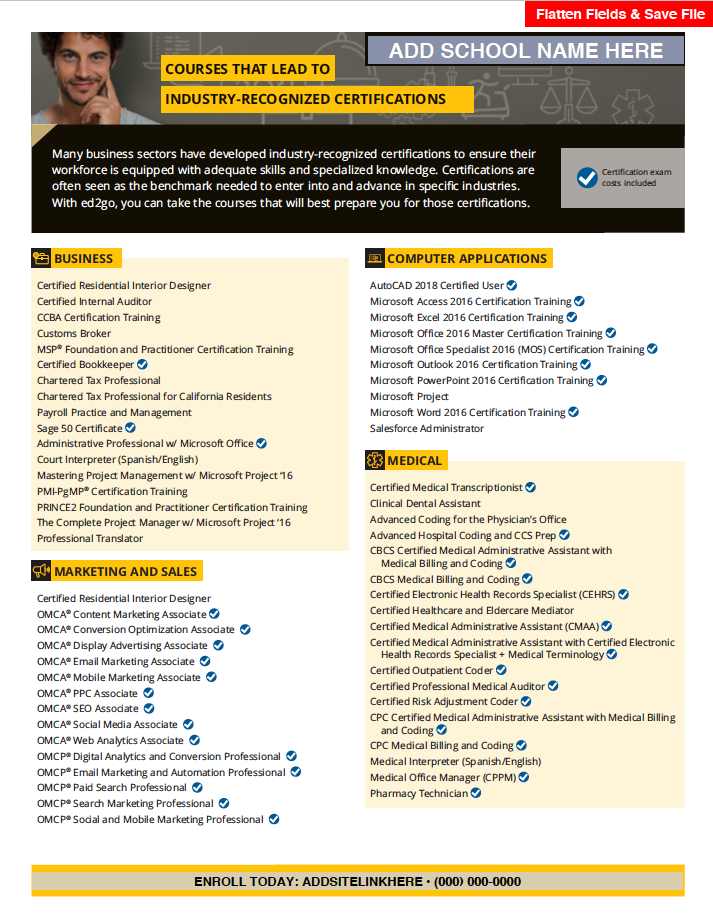 Flatten Fields & Save File
ADD SCHOOL NAME HERE
COURSES THAT LEAD TO
INDUSTRY-RECOGNIZED CERTIFICATIONS
Many business sectors have developed industry-recognized certifications to ensure their
workforce is equipped with adequate skills and specialized knowledge. Certifications are
often seen as the benchmark needed to enter into and advance in specific industries.
With ed2go, you can take the courses that will best prepare you for those certifications.
Certification exam
costs included
BUSINESS
Certified Residential Interior Designer
Certified Internal Auditor
CCBA Certification Training
Customs Broker
MSP® Foundation and Practitioner Certification Training
Certified Bookkeeper
Chartered Tax Professional
Chartered Tax Professional for California Residents
Payroll Practice and Management
Sage 50 Certificate
Administrative Professional w/ Microsoft Office
Court Interpreter (Spanish/English)
Mastering Project Management w/ Microsoft Project '16
PMI-PgMP® Certification Training
PRINCE2 Foundation and Practitioner Certification Training
The Complete Project Manager w/ Microsoft Project '16
Professional Translator
MARKETING AND SALES
Certified Residential Interior Designer
OMCA® Content Marketing Associate
OMCA® Conversion Optimization Associate
OMCA® Display Advertising Associate
OMCA® Email Marketing Associate
OMCA® Mobile Marketing Associate
OMCA® PPC Associate
OMCA® SEO Associate
OMCA® Social Media Associate
OMCA® Web Analytics Associate
OMCP® Digital Analytics and Conversion Professional
OMCP® Email Marketing and Automation Professional
OMCP® Paid Search Professional
OMCP® Search Marketing Professional
OMCP® Social and Mobile Marketing Professional
COMPUTER APPLICATIONS
AutoCAD 2018 Certified User
Microsoft Access 2016 Certification Training
Microsoft Excel 2016 Certification Training
Microsoft Office 2016 Master Certification Training
Microsoft Office Specialist 2016 (MOS) Certification Training
Microsoft Outlook 2016 Certification Training
Microsoft PowerPoint 2016 Certification Training
Microsoft Project
Microsoft Word 2016 Certification Training
Salesforce Administrator
MEDICAL
Certified Medical Transcriptionist
Clinical Dental Assistant
Advanced Coding for the Physician's Office
Advanced Hospital Coding and CCS Prep
CBCS Certified Medical Administrative Assistant with
Medical Billing and Coding
CBCS Medical Billing and Coding
Certified Electronic Health Records Specialist (CEHRS)
Certified Healthcare and Eldercare Mediator
Certified Medical Administrative Assistant (CMAA)
Certified Medical Administrative Assistant with Certified Electronic
Health Records Specialist + Medical Terminology
Certified Outpatient Coder
Certified Professional Medical Auditor
Certified Risk Adjustment Coder
CPC Certified Medical Administrative Assistant with Medical Billing
and Coding
CPC Medical Billing and Coding
Medical Interpreter (Spanish/English)
Medical Office Manager (CPPM)
Pharmacy Technician
ENROLL TODAY: ADDSITELINKHERE • (000) 000-0000